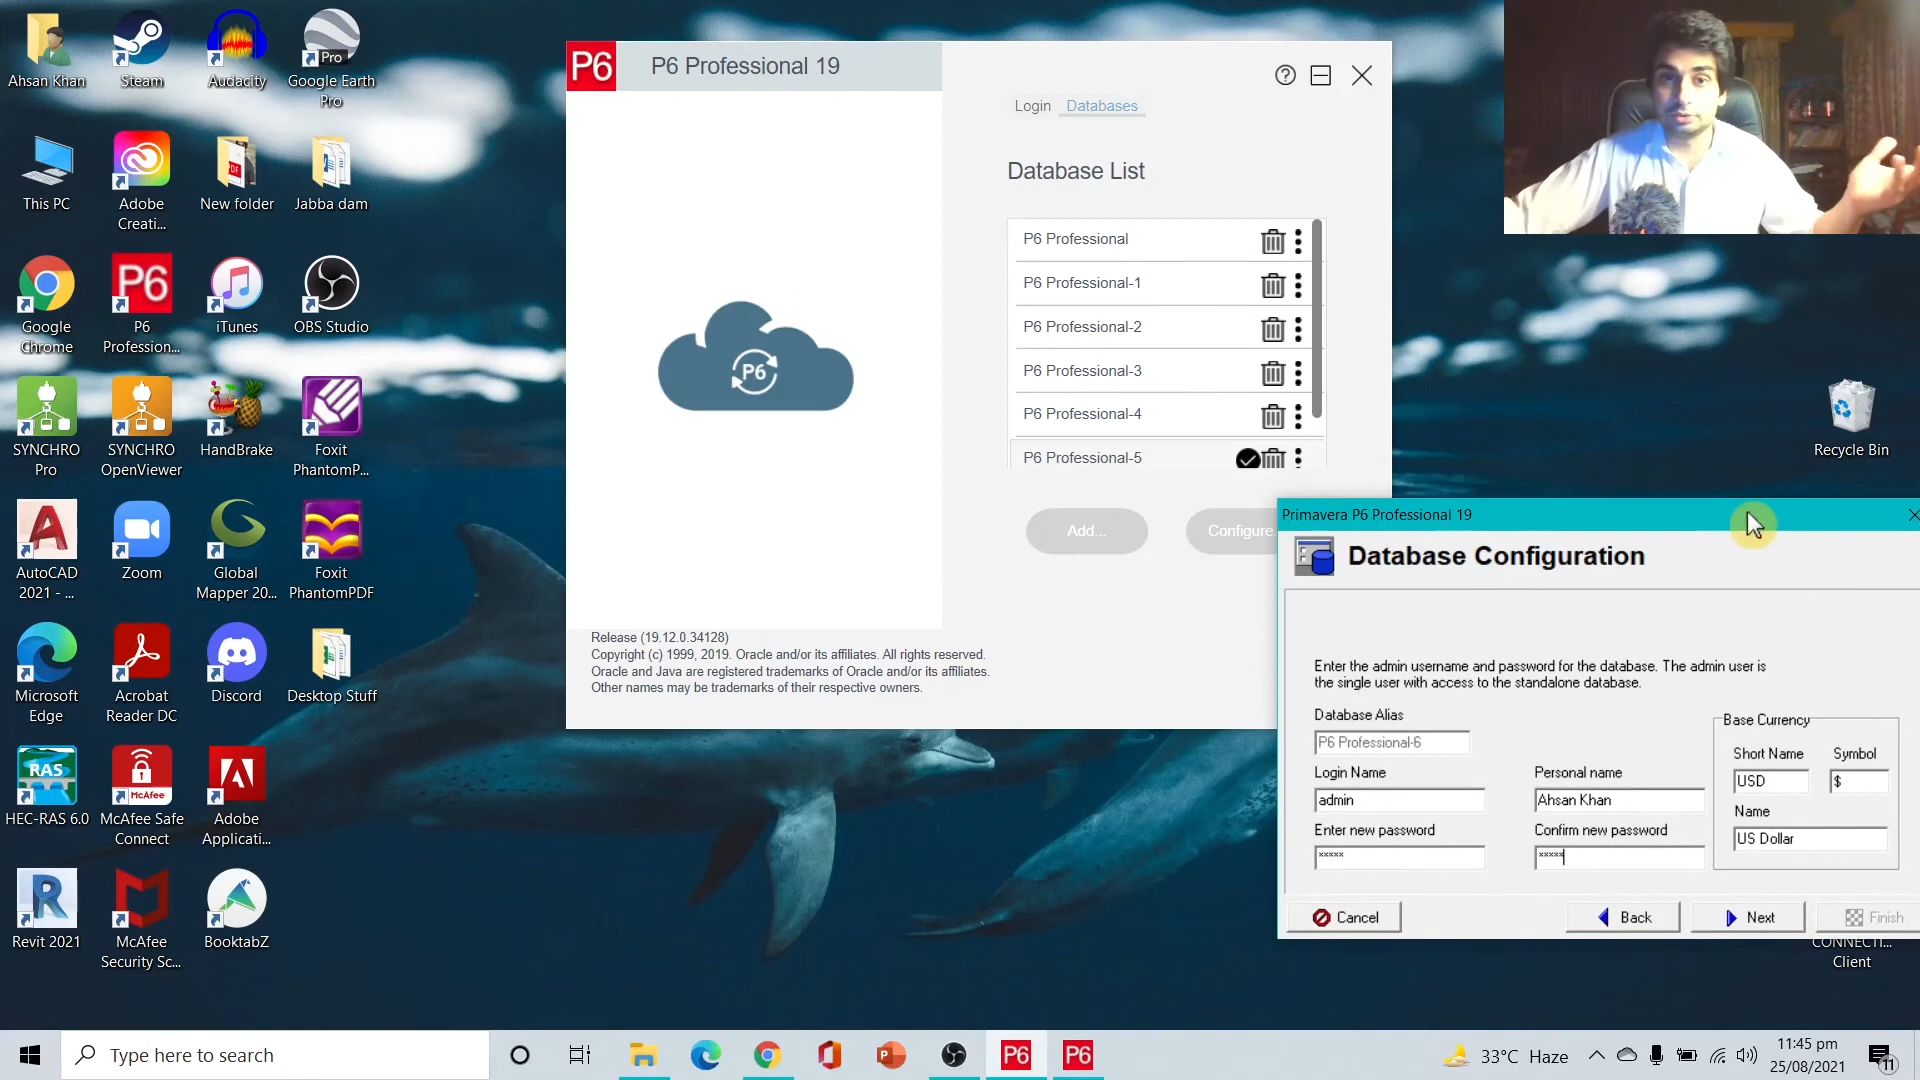 Ahsan Khan
Steam
Audacity
Google Earth
Pro
Pro
This PC
Adobe
Creati...
New folder
Jabba dam
PDF
Google
Chrome
P6
P6
Profession...
iTunes
OBS Studio
SYNCHRO
Pro
SYNCHRO
OpenViewer
HandBrake
Foxit
PhantomP...
AutoCAD
2021 - ...
Zoom
Global
Mapper 20...
Foxit
PhantomPDF
Microsoft
Edge
Acrobat
Reader DC
Discord
Desktop Stuff
RAS
HEC-RAS 6.0
McAfee
McAfee Safe
Connect
Adobe
Applicati...
Revit 2021
McAfee
Security Sc...
BooktabZ
P6
P6 Professional 19
P6
Release (19.12.0.34128)
Copyright (c) 1999, 2019. Oracle and/or its affiliates. All rights reserved.
Oracle and Java are registered trademarks of Oracle and/or its affiliates.
Other names may be trademarks of their respective owners.
Login Databases
Database List
P6 Professional
P6 Professional-1
P6 Professional-2
P6 Professional-3
P6 Professional-4
P6 Professional-5
Add...
Configure.
Recycle Bin
Primavera P6 Professional 19
Database Configuration
Enter the admin username and password for the database. The admin user is
the single user with access to the standalone database.
Database Alias
P6 Professional-6
Login Name
admin
Personal name
Ahsan Khan
Enter new password
*****
Confirm new password
*****
Base Currency
Short Name
USD
Symbol
$
Name
US Dollar
Cancel
Back
Next
Finish
CONNECTI...
Client
Type here to search
P6
P6
33°C Haze
11:45 pm
25/08/2021
11